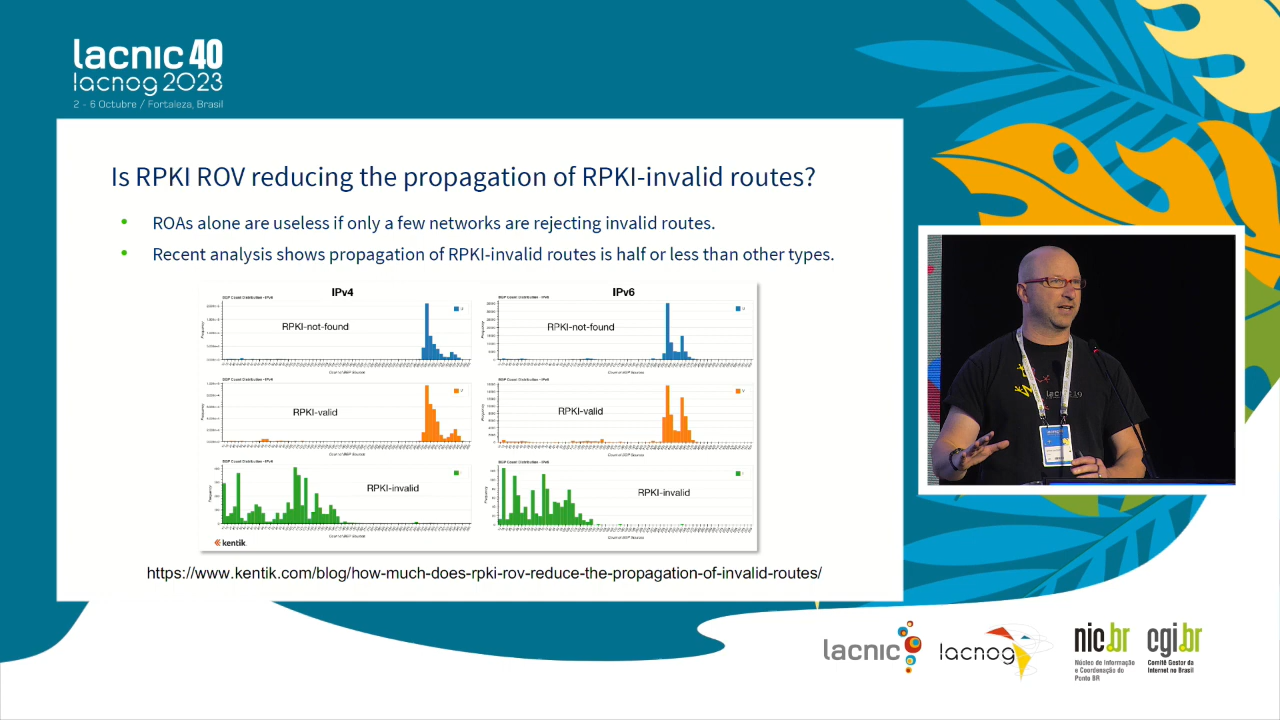 lacnic 40
lacnog 2023
2 - 6 Octubre / Fortaleza, Brasil
Is RPKI ROV reducing the propagation of RPKI-invalid routes?
• ROAs alone are useless if only a few networks are rejecting invalid routes.
• Recent analysis shows propagation of RPKI-invalid routes is half or less than other types.
IPv4
IPv6
RPKI-not-found
RPKI-not-found
RPKI-valid
RPKI-valid
RPKI-invalid
RPKI-invalid
kentik
https://www.kentik.com/blog/how-much-does-rpki-rov-reduce-the-propagation-of-invalid-routes/
lacnic
lacnog
nic.br
Núcleo de Informação
e Coordenação do
Ponto BR
cgi.br
Comitê Gestor da
Internet no Brasil